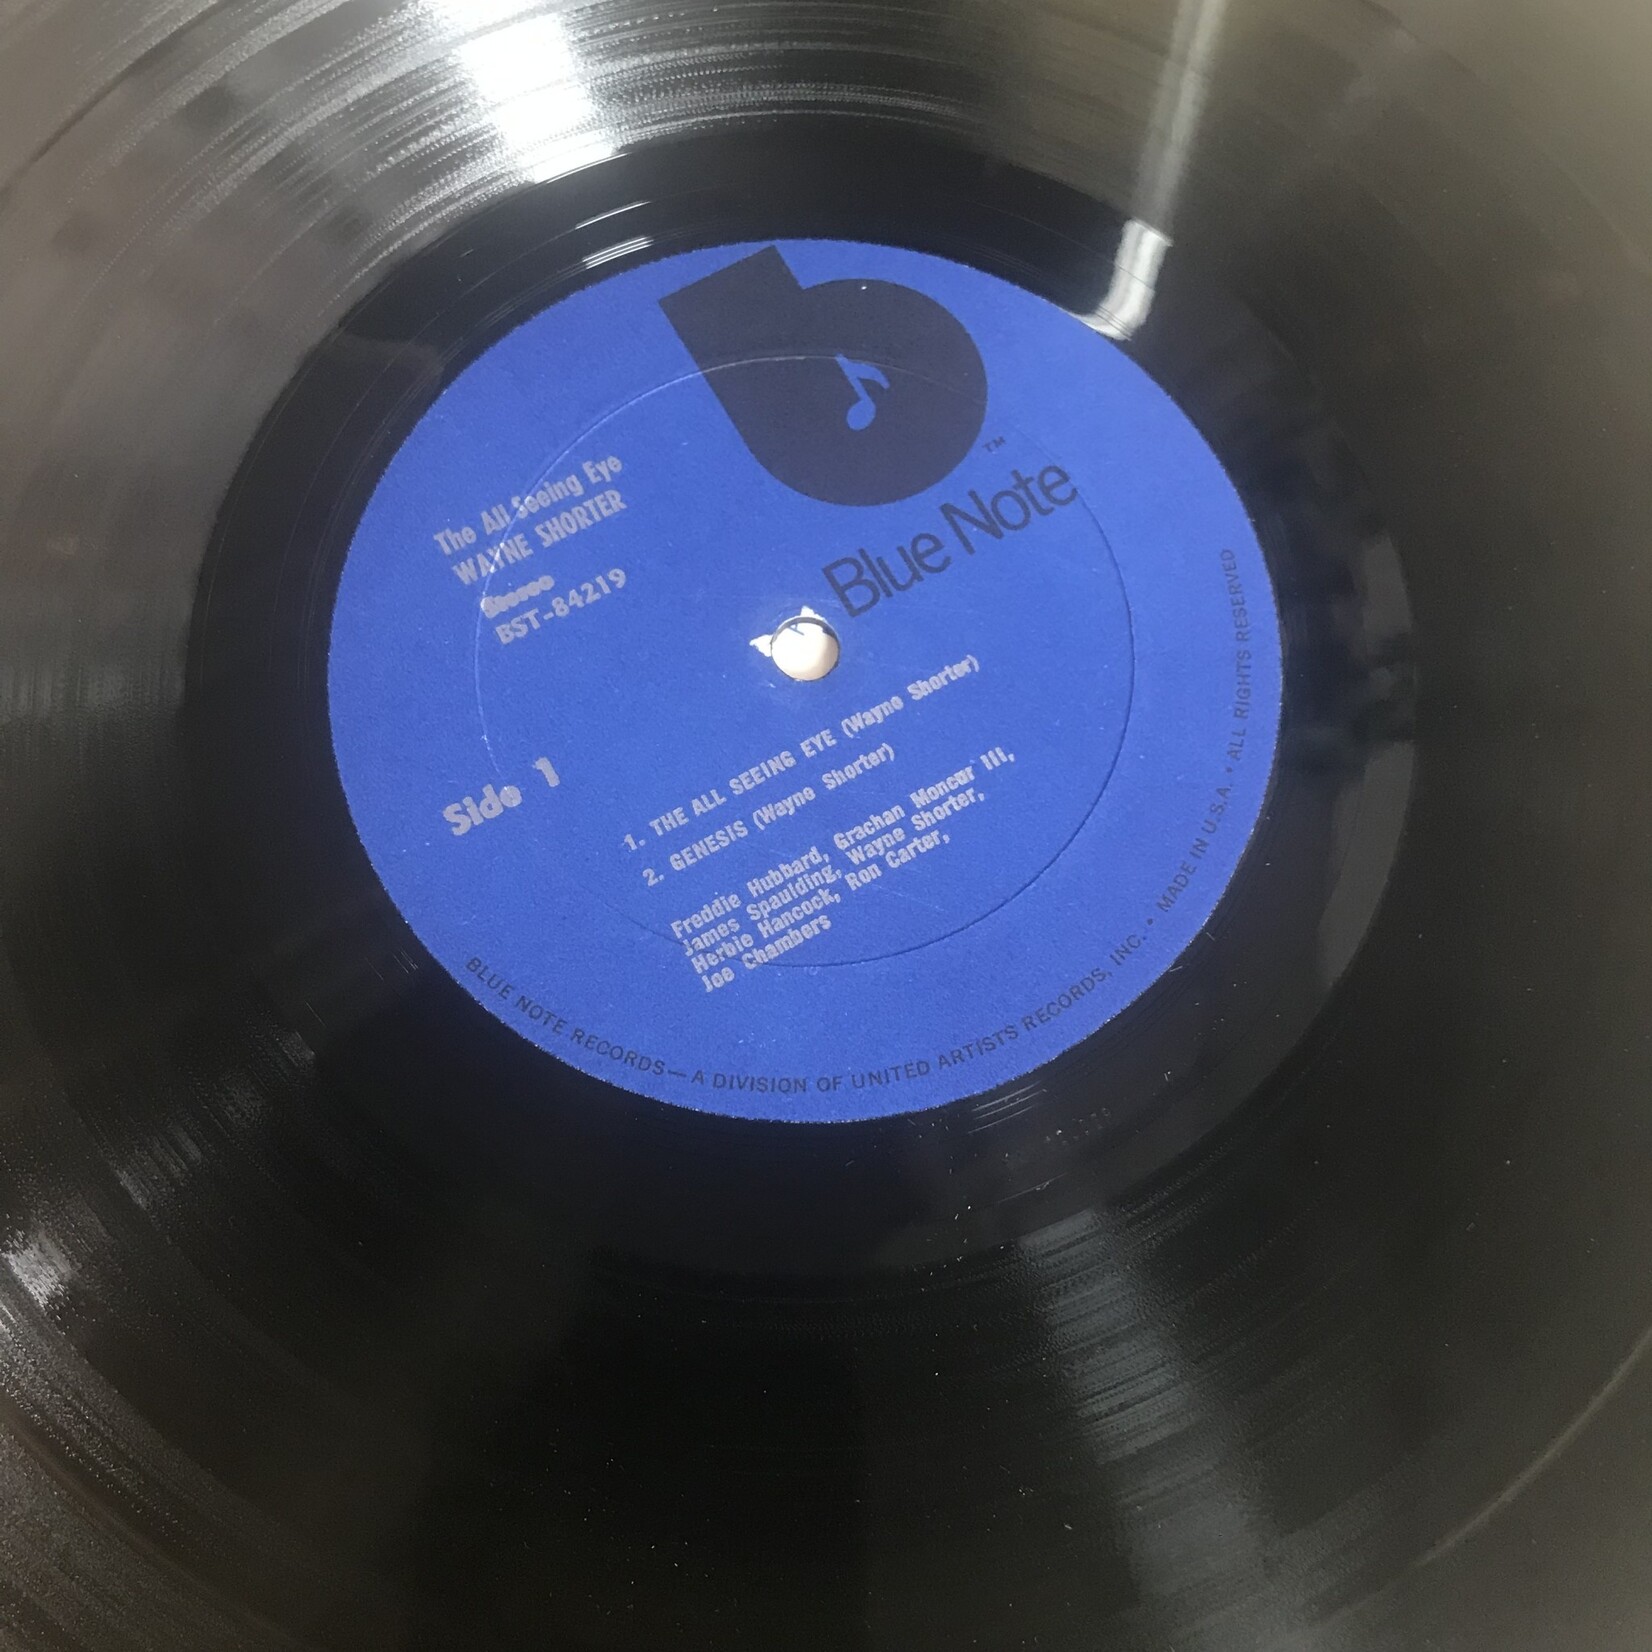 TM
Blue Note
The All Seeing Eye
WAYNE SHORTER
Stereo
BST-84219
Side 1
1. THE ALL SEEING EYE (Wayne Shorter)
2. GENESIS (Wayne Shorter)
Freddie Hubbard, Grachan Moncur III,
James Spaulding, Wayne Shorter,
Herbie Hancock, Ron Carter,
Joe Chambers
BLUE NOTE RECORDS—A DIVISION OF UNITED ARTISTS RECORDS, INC. • MADE IN U.S.A. • ALL RIGHTS RESERVED